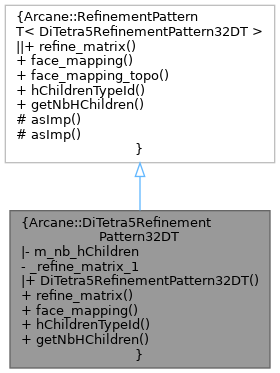 {Arcane::RefinementPattern
T< DiTetra5RefinementPattern32DT >
||+ refine_matrix()
+ face_mapping()
+ face_mapping_topo()
+ hChildrenTypeId()
+ getNbHChildren()
# asImp()
# asImp()
}
{Arcane::DiTetra5Refinement
Pattern32DT
|- m_nb_hChildren
- _refine_matrix_1
|+ DiTetra5RefinementPattern32DT()
+ refine_matrix()
+ face_mapping()
+ hChildrenTypeId()
+ getNbHChildren()
}